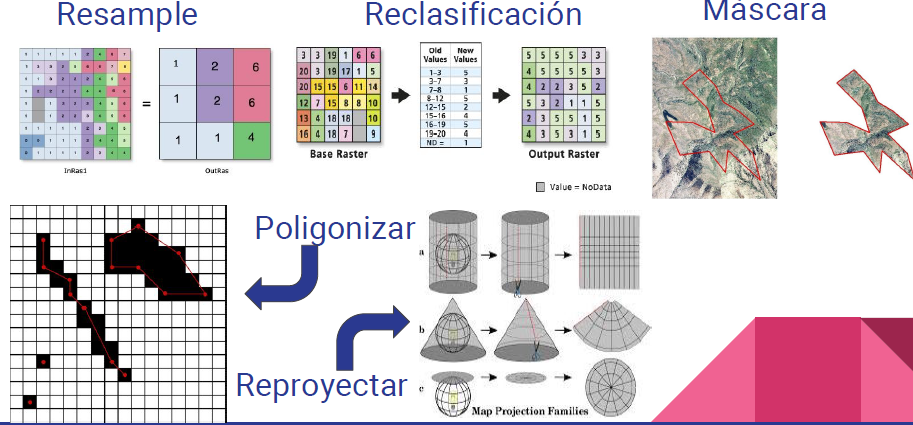 Resample
Reclasificación
Máscara
1 2 6
1 2 6
1 1 4
=
InRas1
OutRas
3 3 19 1 6 6
20 3 19 17 1 5
20 15 15 6 11 14
12 7 15 8 8 10
13 4 18 18 10
16 4 18 7 9
Base Raster
Old Values New Values
1–3 5
3–7 3
7–8 1
8–12 5
12–15 2
15–16 4
16–19 5
19–20 4
ND = 1
5 5 5 5 3 3
4 5 5 5 5 3
4 2 2 3 5 2
5 3 2 1 1 5
2 3 5 5 1 5
4 3 5 3 1 5
Output Raster
Value = NoData
Poligonizar
Reproyectar
a
b
c
Map Projection Families